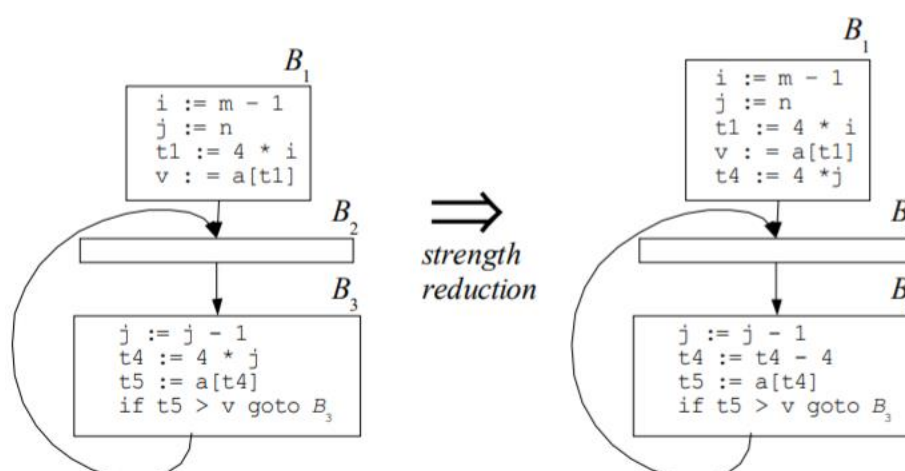 B1
i := m - 1
j := n
t1 := 4 * i
v : = a[t1]
B2
B3
j := j - 1
t4 := 4 * j
t5 := a[t4]
if t5 > v goto B3
strength
reduction
B1
i := m - 1
j := n
t1 := 4 * i
v : = a[t1]
t4 := 4 *j
B
B
j := j - 1
t4 := t4 - 4
t5 := a[t4]
if t5 > v goto B3